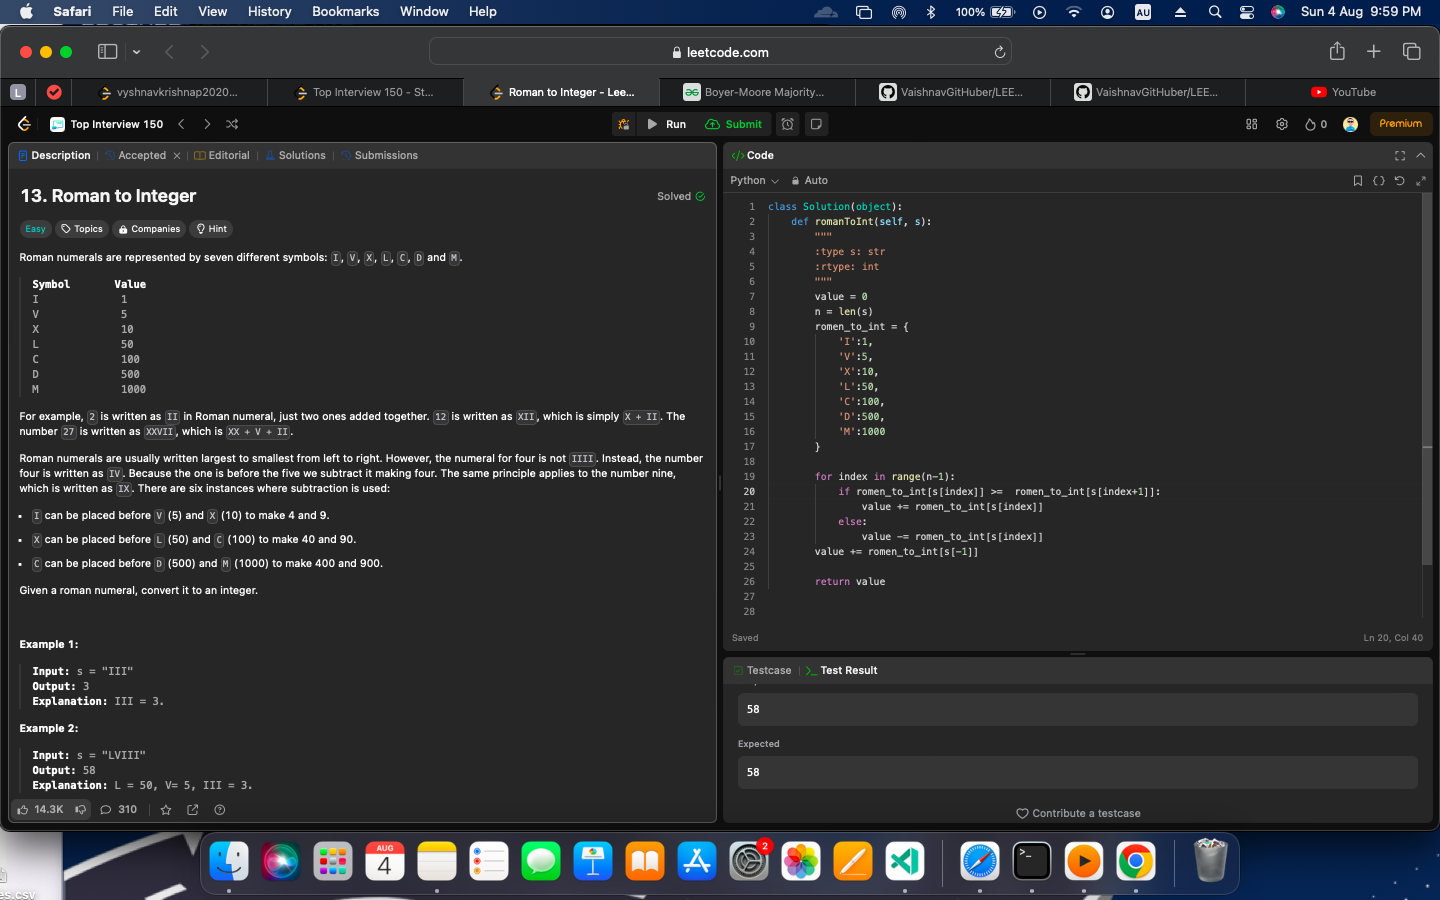 Safari File Edit View History Bookmarks Window Help 100% AU Sun 4 Aug 9:59 PM
leetcode.com
L vyshnavkrishnap2020... Top Interview 150 - St... Roman to Integer - Lee... Boyer-Moore Majority... VaishnavGitHuber/LEE... VaishnavGitHuber/LEE... YouTube
Top Interview 150 Run Submit 0 Premium
Description Accepted Editorial Solutions Submissions
13. Roman to Integer
Solved
Easy Topics Companies Hint
Roman numerals are represented by seven different symbols: I, V, X, L, C, D and M.
Symbol Value
I 1
V 5
X 10
L 50
C 100
D 500
M 1000
For example, 2 is written as II in Roman numeral, just two ones added together. 12 is written as XII, which is simply X + II. The
number 27 is written as XXVII, which is XX + V + II.
Roman numerals are usually written largest to smallest from left to right. However, the numeral for four is not IIII. Instead, the number
four is written as IV. Because the one is before the five we subtract it making four. The same principle applies to the number nine,
which is written as IX. There are six instances where subtraction is used:
• I can be placed before V (5) and X (10) to make 4 and 9.
• X can be placed before L (50) and C (100) to make 40 and 90.
• C can be placed before D (500) and M (1000) to make 400 and 900.
Given a roman numeral, convert it to an integer.
Example 1:
Input: s = "III"
Output: 3
Explanation: III = 3.
Example 2:
Input: s = "LVIII"
Output: 58
Explanation: L = 50, V= 5, III = 3.
14.3K 310
Code
Python Auto
1 class Solution(object):
2 def romanToInt(self, s):
3 """
4 :type s: str
5 :rtype: int
6 """
7 value = 0
8 n = len(s)
9 romen_to_int = {
10 'I':1,
11 'V':5,
12 'X':10,
13 'L':50,
14 'C':100,
15 'D':500,
16 'M':1000
17 }
18
19 for index in range(n-1):
20 if romen_to_int[s[index]] >= romen_to_int[s[index+1]]:
21 value += romen_to_int[s[index]]
22 else:
23 value -= romen_to_int[s[index]]
24 value += romen_to_int[s[-1]]
25
26 return value
27
28
Saved Ln 20, Col 40
Testcase Test Result
58
Expected
58
Contribute a testcase
AUG
4
2
es.csv